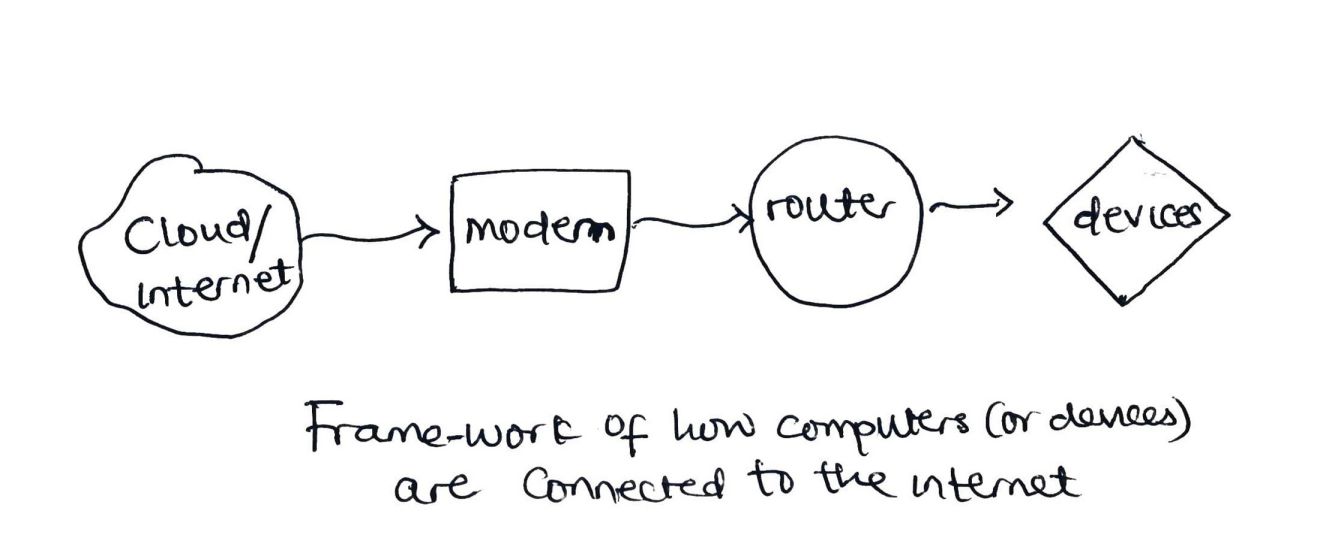 Cloud/
Internet
modem
router
devices
Frame-work of how computers (or devices)
are Connected to the internet